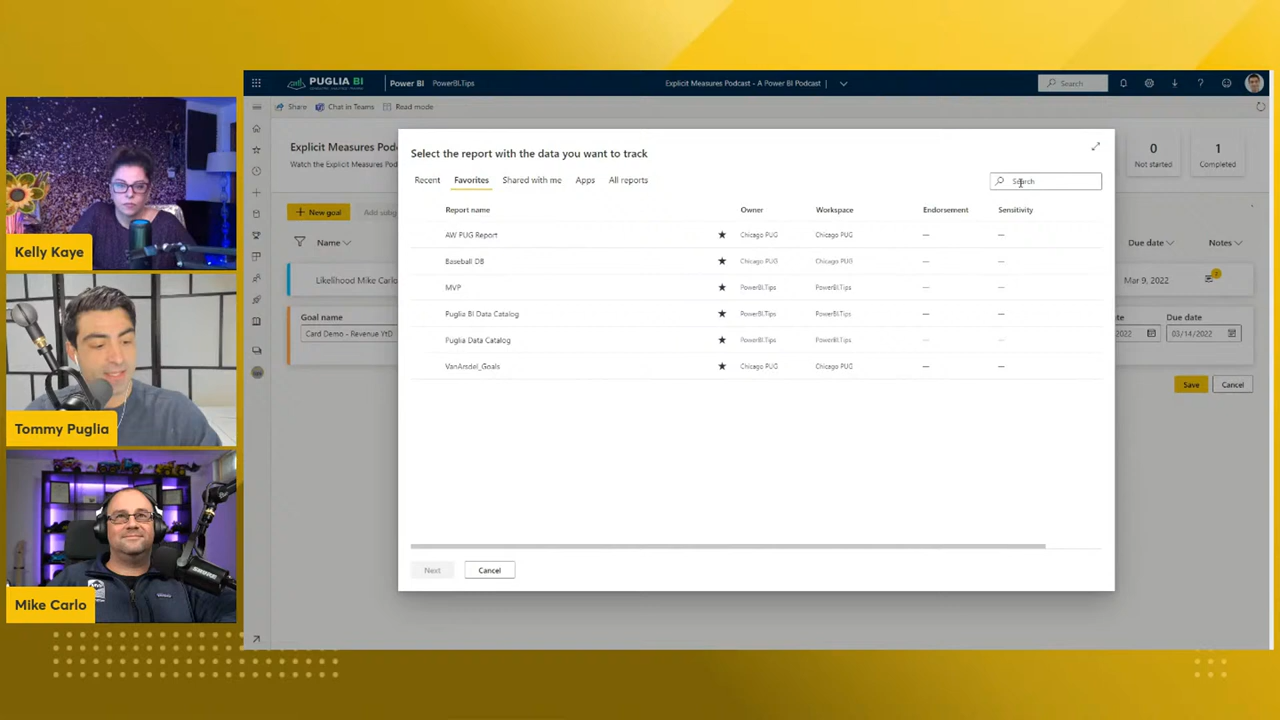 PUGLIA BI
Power BI PowerBI.Tips
Explicit Measures Podcast - A Power BI Podcast
Search
Share Chat in Teams Read mode
Explicit Measures Pod
Watch the Explicit Measures Pod
0
Not started
1
Completed
New goal
Add subg
Name
Due date
Notes
Likelihood Mike Carlo
Mar 9, 2022
Goal name
Card Demo - Revenue YtD
te
2022
Due date
03/14/2022
Save
Cancel
Select the report with the data you want to track
Recent Favorites Shared with me Apps All reports
Search
Report name Owner Workspace Endorsement Sensitivity
AW PUG Report Chicago PUG Chicago PUG — —
Baseball DB Chicago PUG Chicago PUG — —
MVP PowerBI.Tips PowerBI.Tips — —
Puglia BI Data Catalog PowerBI.Tips PowerBI.Tips — —
Puglia Data Catalog PowerBI.Tips PowerBI.Tips — —
VanArsdel_Goals Chicago PUG Chicago PUG — —
Next
Cancel
Kelly Kaye
Tommy Puglia
Mike Carlo
SHURE